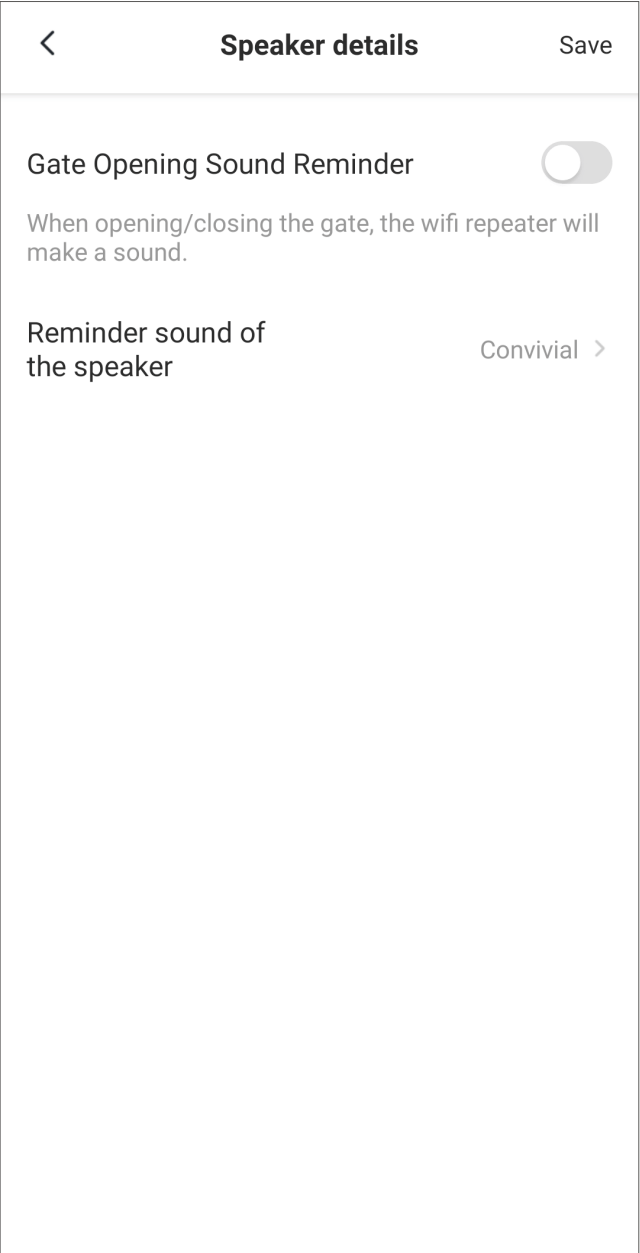 Speaker details
Save
Gate Opening Sound Reminder
When opening/closing the gate, the wifi repeater will
make a sound.
Reminder sound of
the speaker
Convivial